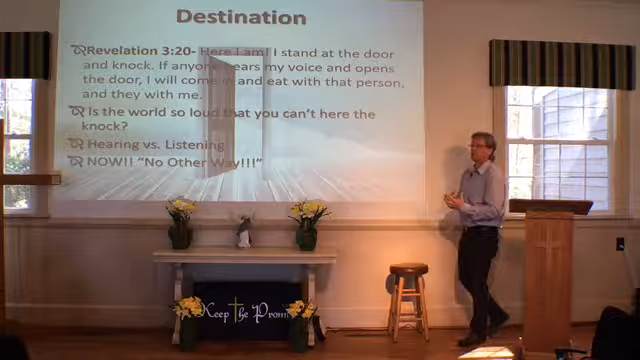 Destination
Revelation 3:20- Here I am! I stand at the door
and knock. If anyone hears my voice and opens
the door, I will come in and eat with that person,
and they with me.
Is the world so loud that you can't here the
knock?
Hearing vs. Listening
NOW!! "No Other Way!!!"
Keep the Promise